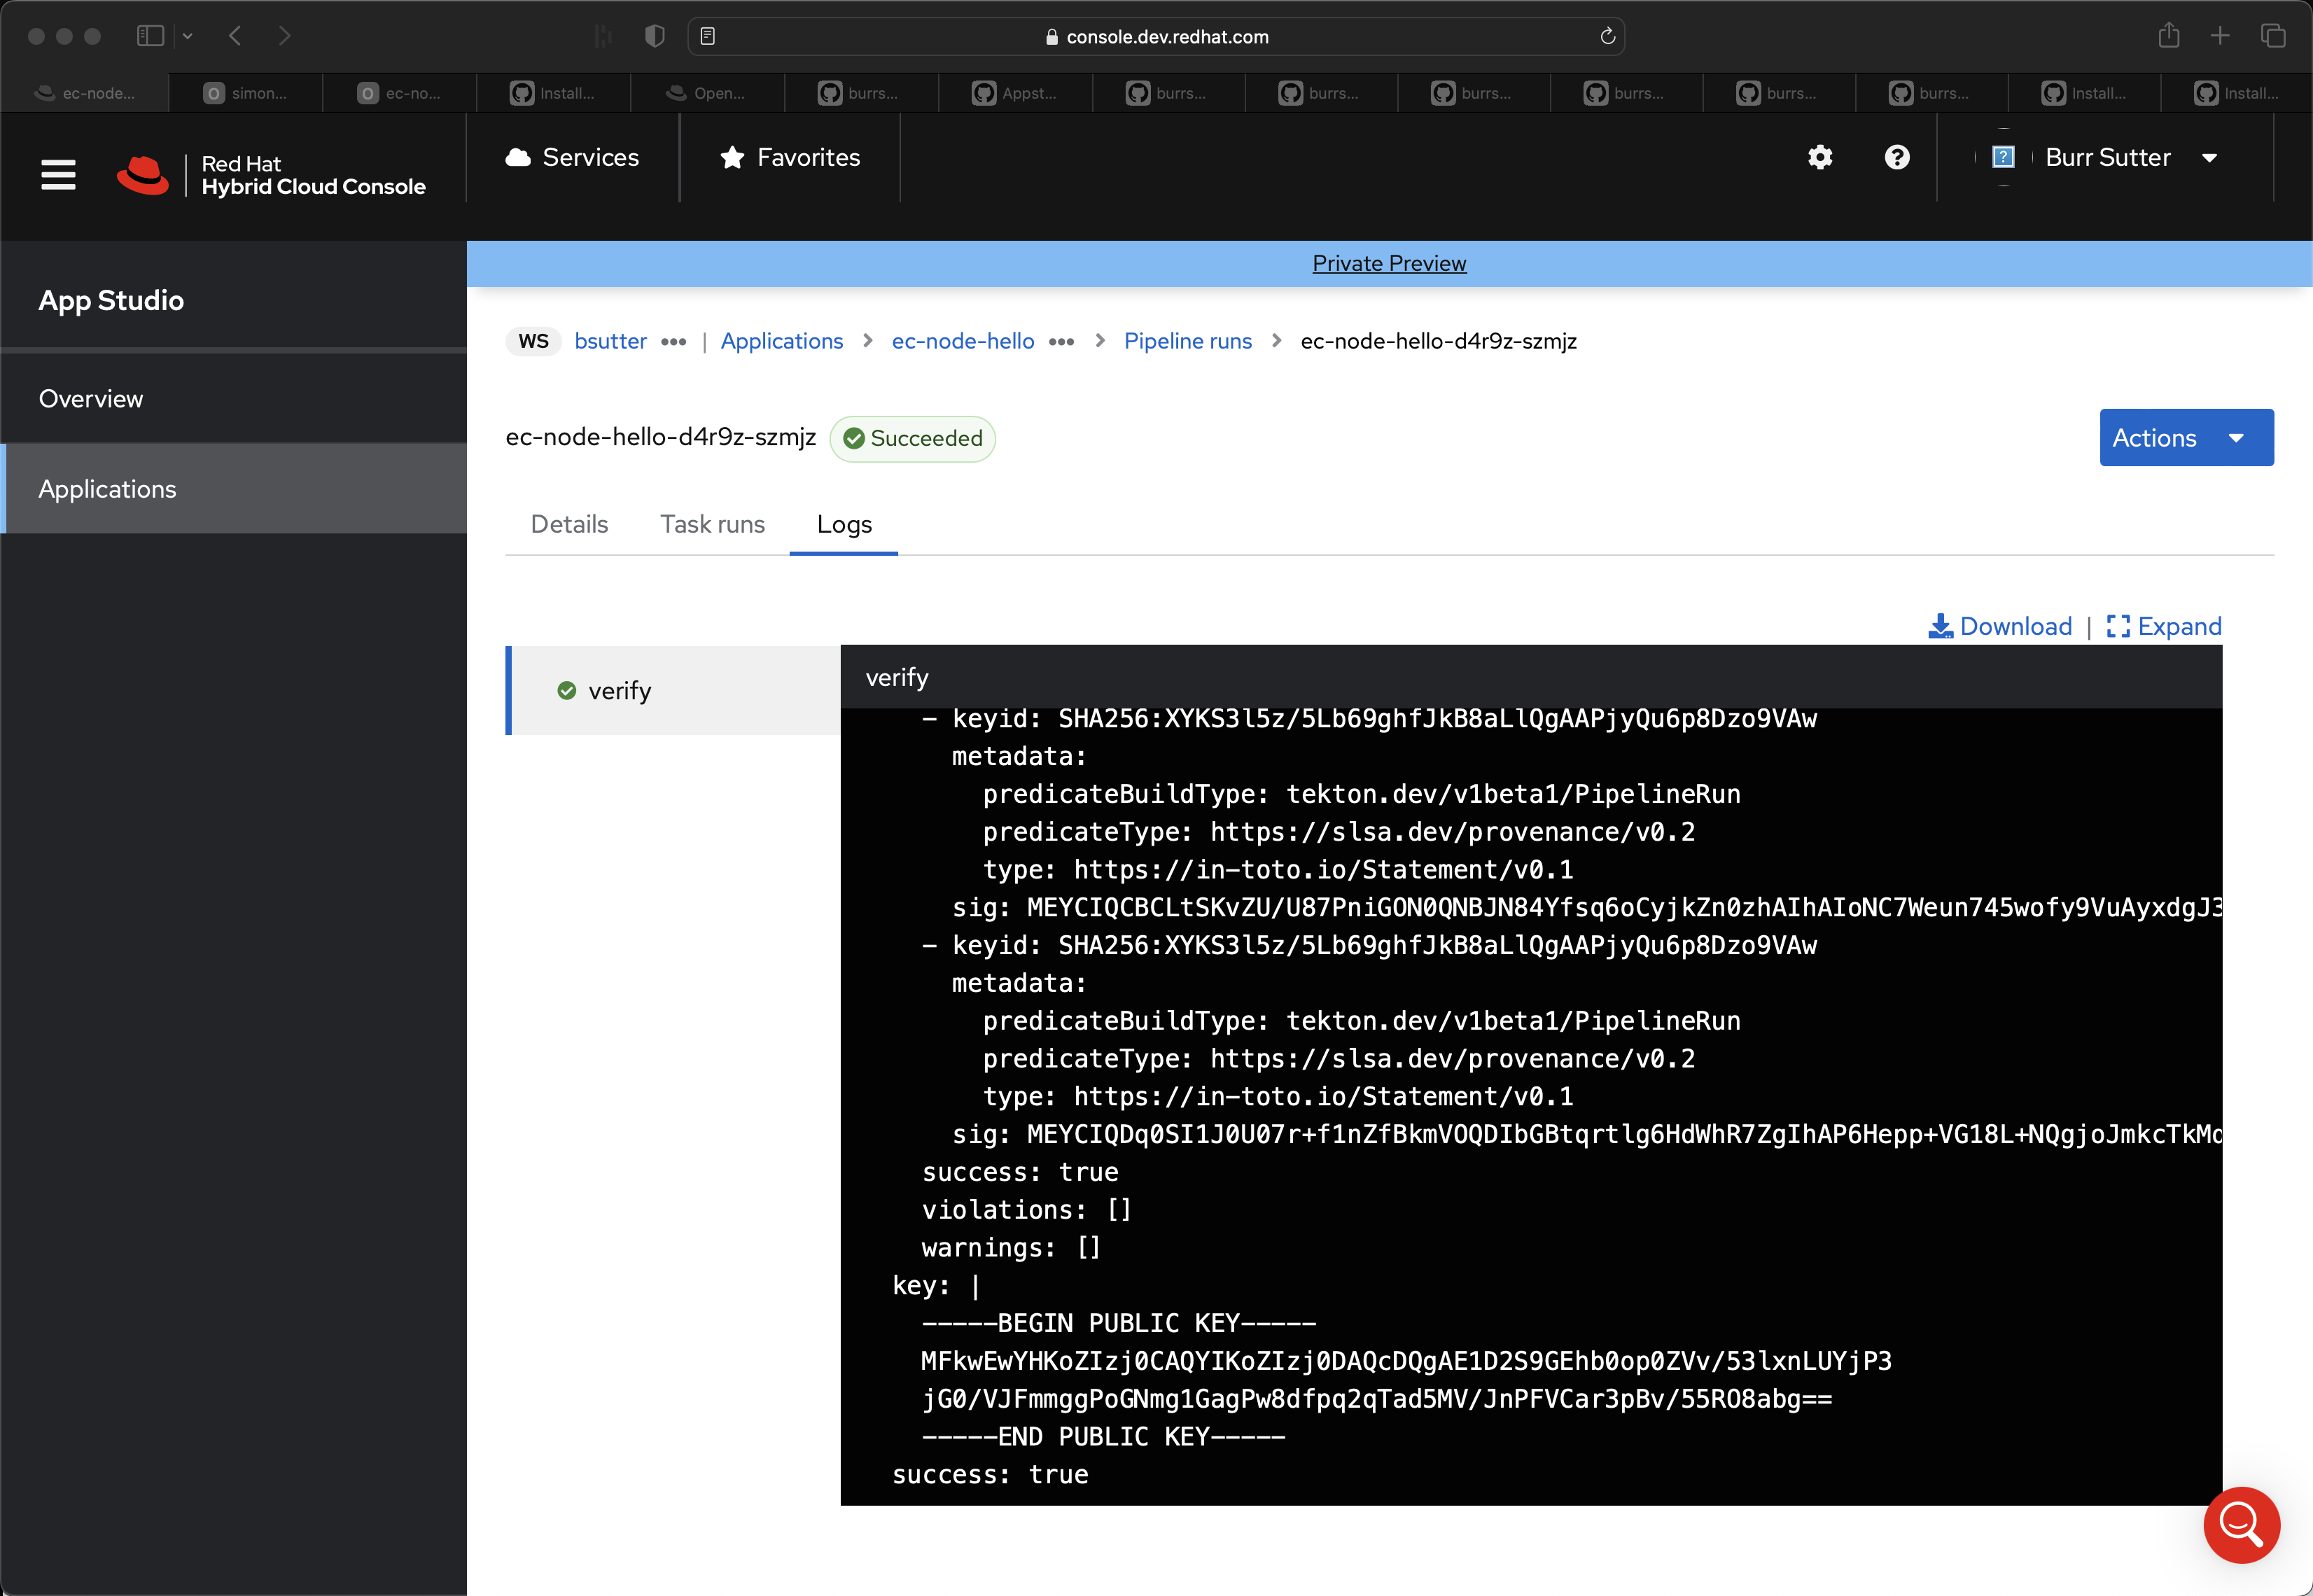 console.dev.redhat.com
ec-node...
simon...
ec-no...
Install...
Open...
burrs...
Appst...
burrs...
burrs...
burrs...
burrs...
burrs...
burrs...
Install...
Install...
Red Hat
Hybrid Cloud Console
Services
Favorites
Burr Sutter
Private Preview
App Studio
Overview
Applications
WS bsutter ••• | Applications > ec-node-hello ••• > Pipeline runs > ec-node-hello-d4r9z-szmjz
ec-node-hello-d4r9z-szmjz Succeeded
Actions
Details Task runs Logs
Download | Expand
verify
verify
- keyid: SHA256:XYKS3l5z/5Lb69ghfJkB8aLlQgAAPjyQu6p8Dzo9VAw
metadata:
predicateBuildType: tekton.dev/v1beta1/PipelineRun
predicateType: https://slsa.dev/provenance/v0.2
type: https://in-toto.io/Statement/v0.1
sig: MEYCIQCBCLtSKvZU/U87PniGON0QNBJN84Yfsq6oCyjkZn0zhAIhAIoNC7Weun745wofy9VuAyxdgJ3
- keyid: SHA256:XYKS3l5z/5Lb69ghfJkB8aLlQgAAPjyQu6p8Dzo9VAw
metadata:
predicateBuildType: tekton.dev/v1beta1/PipelineRun
predicateType: https://slsa.dev/provenance/v0.2
type: https://in-toto.io/Statement/v0.1
sig: MEYCIQDq0SI1J0U07r+f1nZfBkmVOQDIbGBtqrtlg6HdWhR7ZgIhAP6Hepp+VG18L+NQgjoJmkcTkMd
success: true
violations: []
warnings: []
key: |
-----BEGIN PUBLIC KEY-----
MFkwEwYHKoZIzj0CAQYIKoZIzj0DAQcDQgAE1D2S9GEhb0op0ZVv/53lxnLUYjP3
jG0/VJFmmggPoGNmg1GagPw8dfpq2qTad5MV/JnPFVCar3pBv/55RO8abg==
-----END PUBLIC KEY-----
success: true